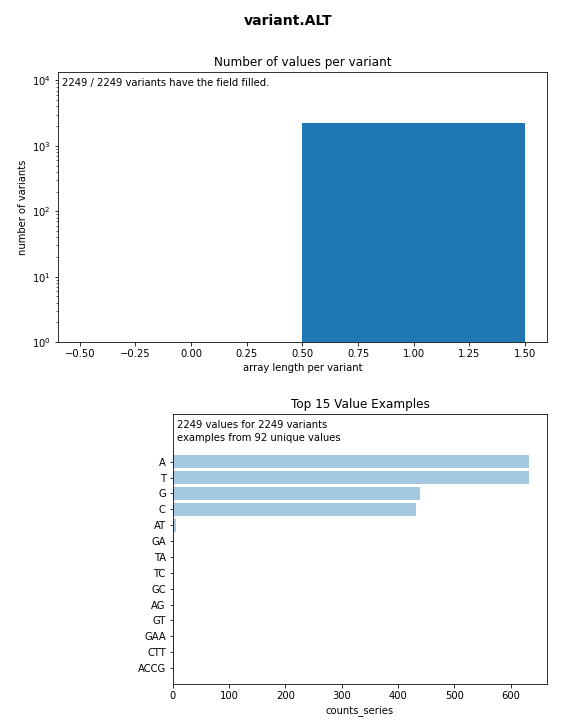 variant.ALT
Number of values per variant
2249 / 2249 variants have the field filled.
10⁴
10³
10²
10¹
10⁰
number of variants
−0.50 −0.25 0.00 0.25 0.50 0.75 1.00 1.25 1.50
array length per variant
Top 15 Value Examples
2249 values for 2249 variants
examples from 92 unique values
A
T
G
C
AT
GA
TA
TC
GC
AG
GT
GAA
CTT
ACCG
0 100 200 300 400 500 600
counts_series